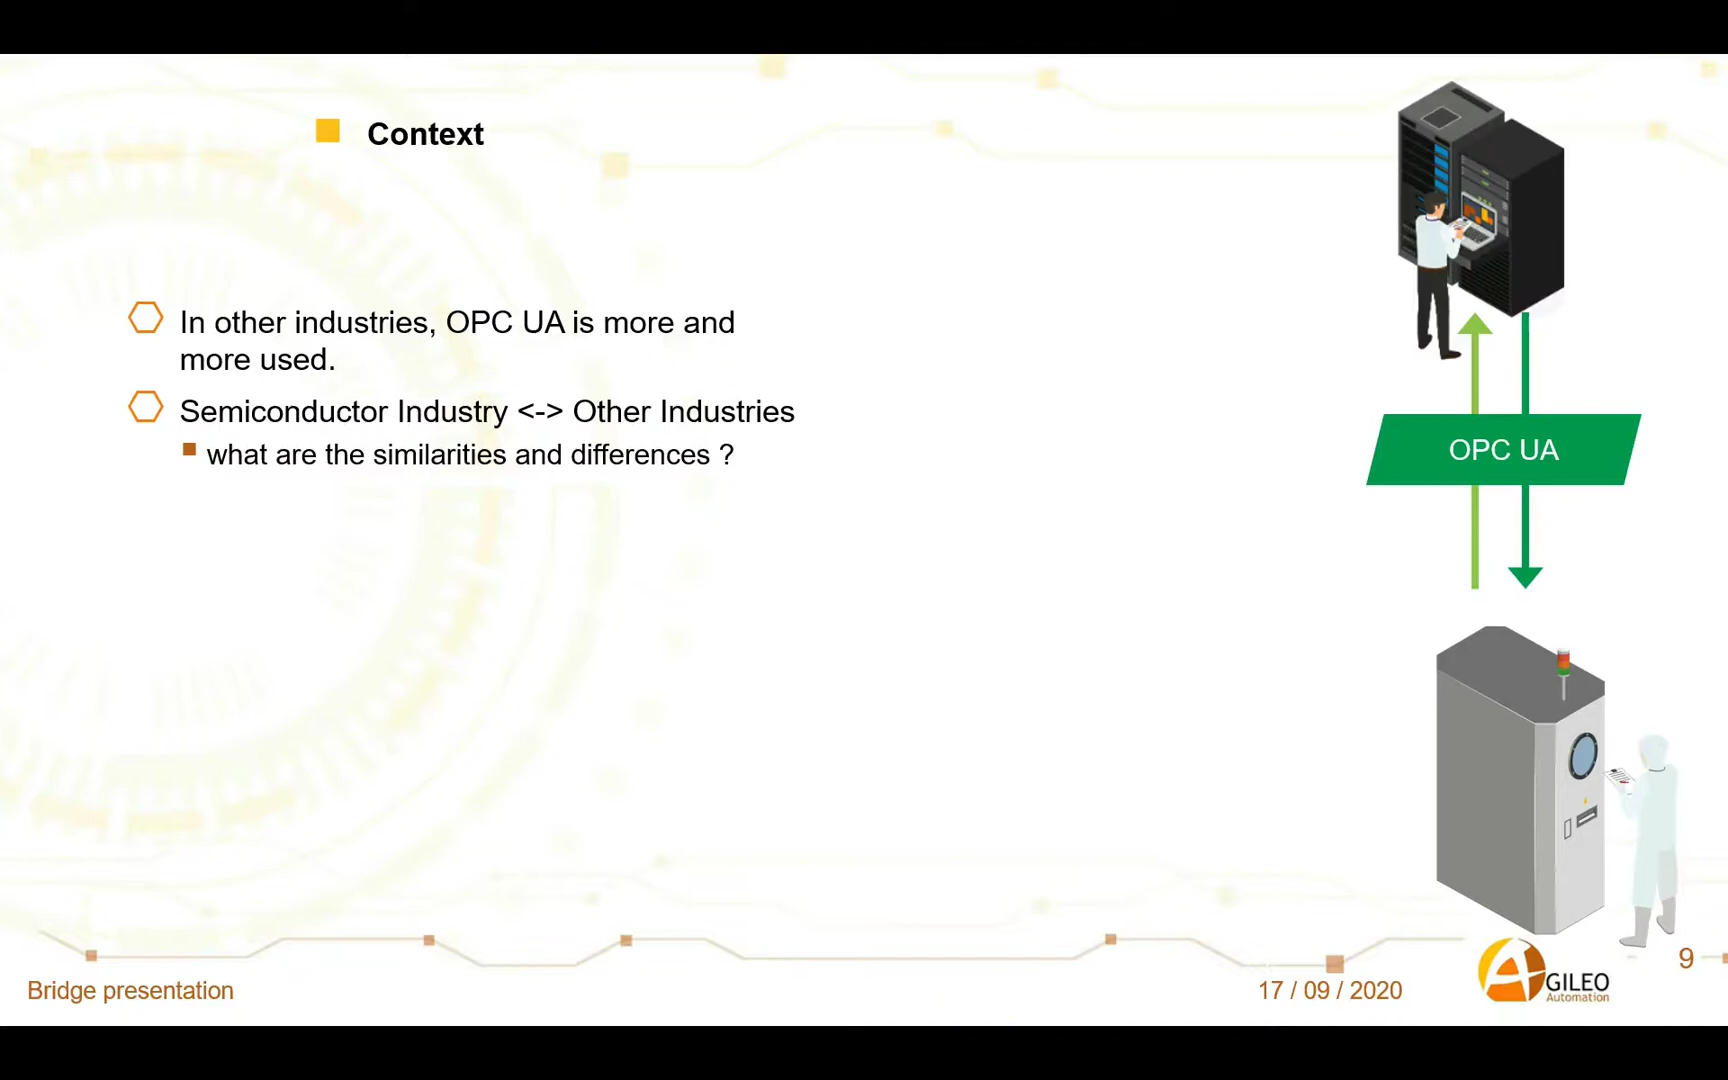 Context
In other industries, OPC UA is more and
more used.
Semiconductor Industry <-> Other Industries
what are the similarities and differences ?
OPC UA
Bridge presentation
17 / 09 / 2020
AGILEO
Automation
9